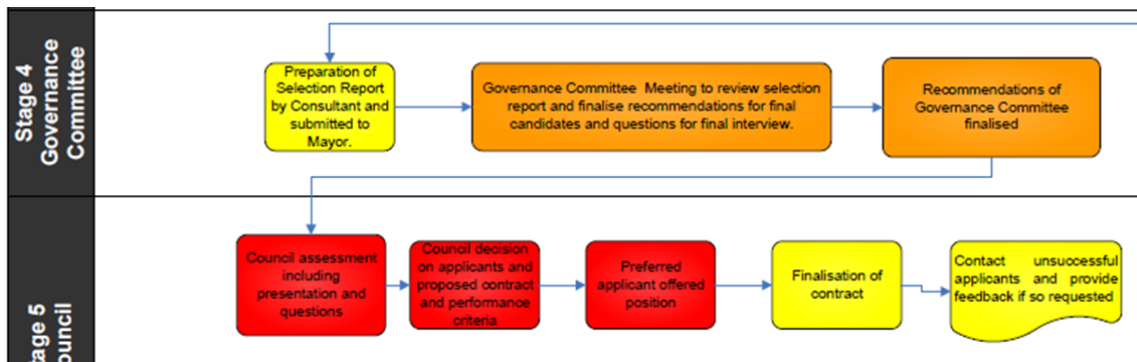 Stage 4
Governance
Committee
Preparation of
Selection Report
by Consultant and
submitted to
Mayor.
Governance Committee Meeting to review selection
report and finalise recommendations for final
candidates and questions for final interview.
Recommendations of
Governance Committee
finalised
tage 5
ouncil
Council assessment
including
presentation and
questions
Council decision
on applicants and
proposed contract
and performance
criteria
Preferred
applicant offered
position
Finalisation of
contract
Contact unsuccessful
applicants and provide
feedback if so requested